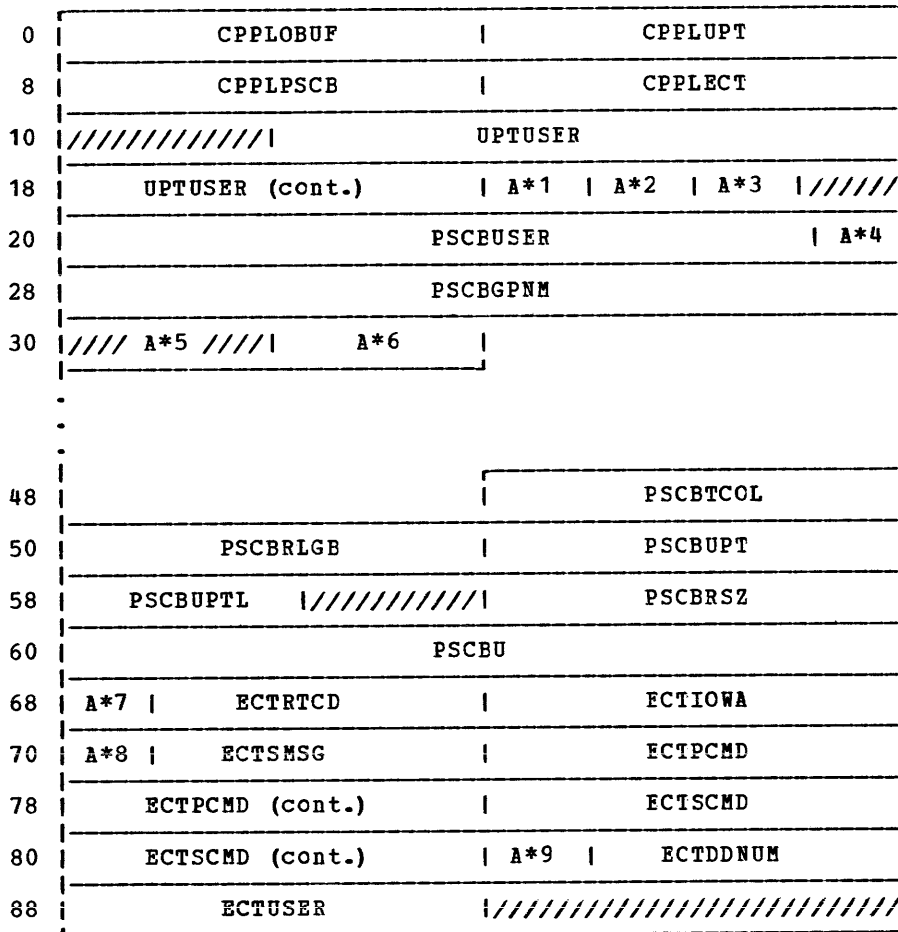 0 CPPLOBUF CPPLUPT
8 CPPLPSCB CPPLECT
10 ///////////// UPTUSER
18 UPTUSER (cont.) A*1 A*2 A*3 //////
20 PSCBUSER A*4
28 PSCBGPNM
30 //// A*5 //// A*6
48 PSCBTCOL
50 PSCBRLGB PSCBUPT
58 PSCBUPTL /////////// PSCBRSZ
60 PSCBU
68 A*7 ECTRTCD ECTIOWA
70 A*8 ECTSMSG ECTPCMD
78 ECTPCMD (cont.) ECTSCMD
80 ECTSCMD (cont.) A*9 ECTDDNUM
88 ECTUSER //////////////////////////